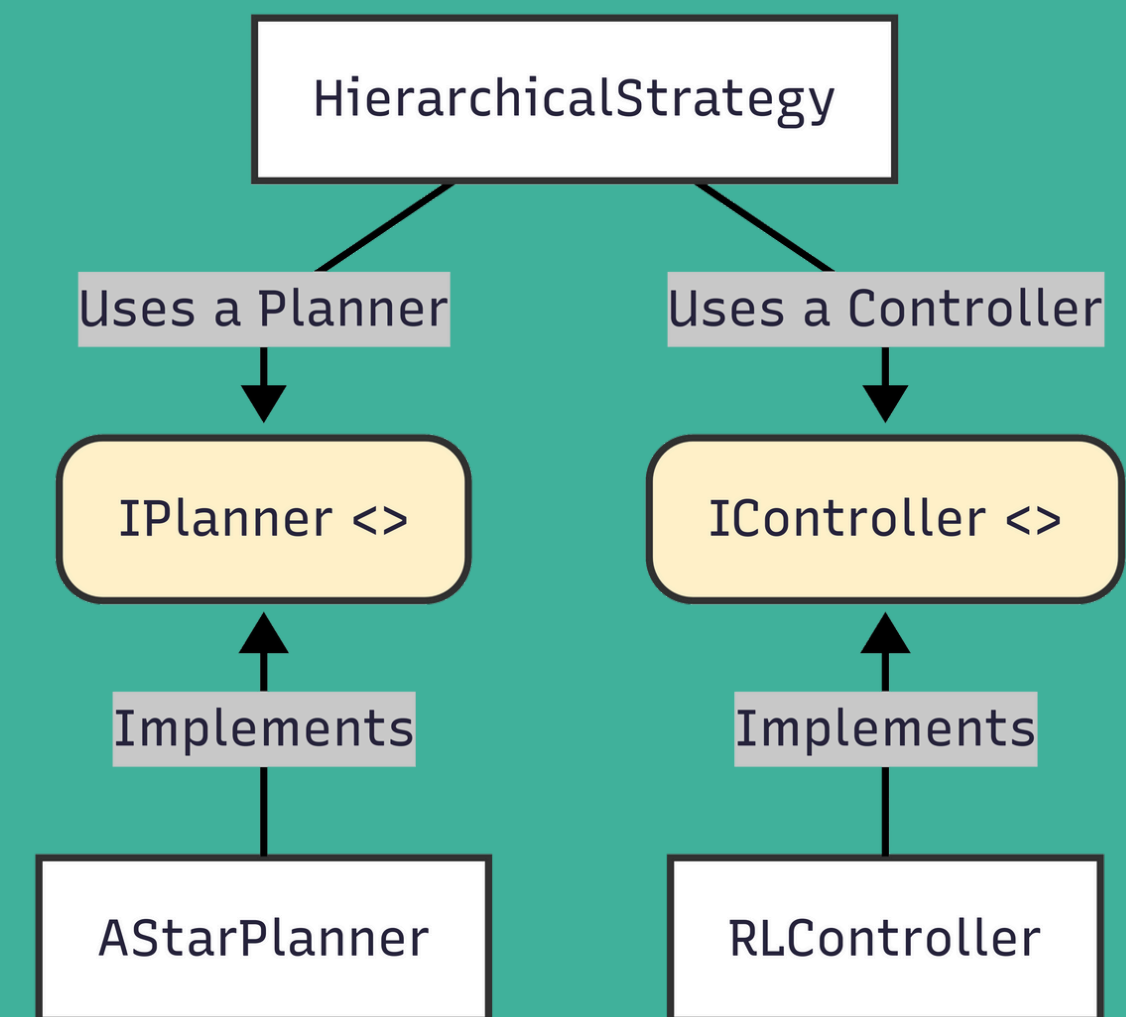 HierarchicalStrategy
Uses a Planner
Uses a Controller
IPlanner <>
IController <>
Implements
Implements
AStarPlanner
RLController